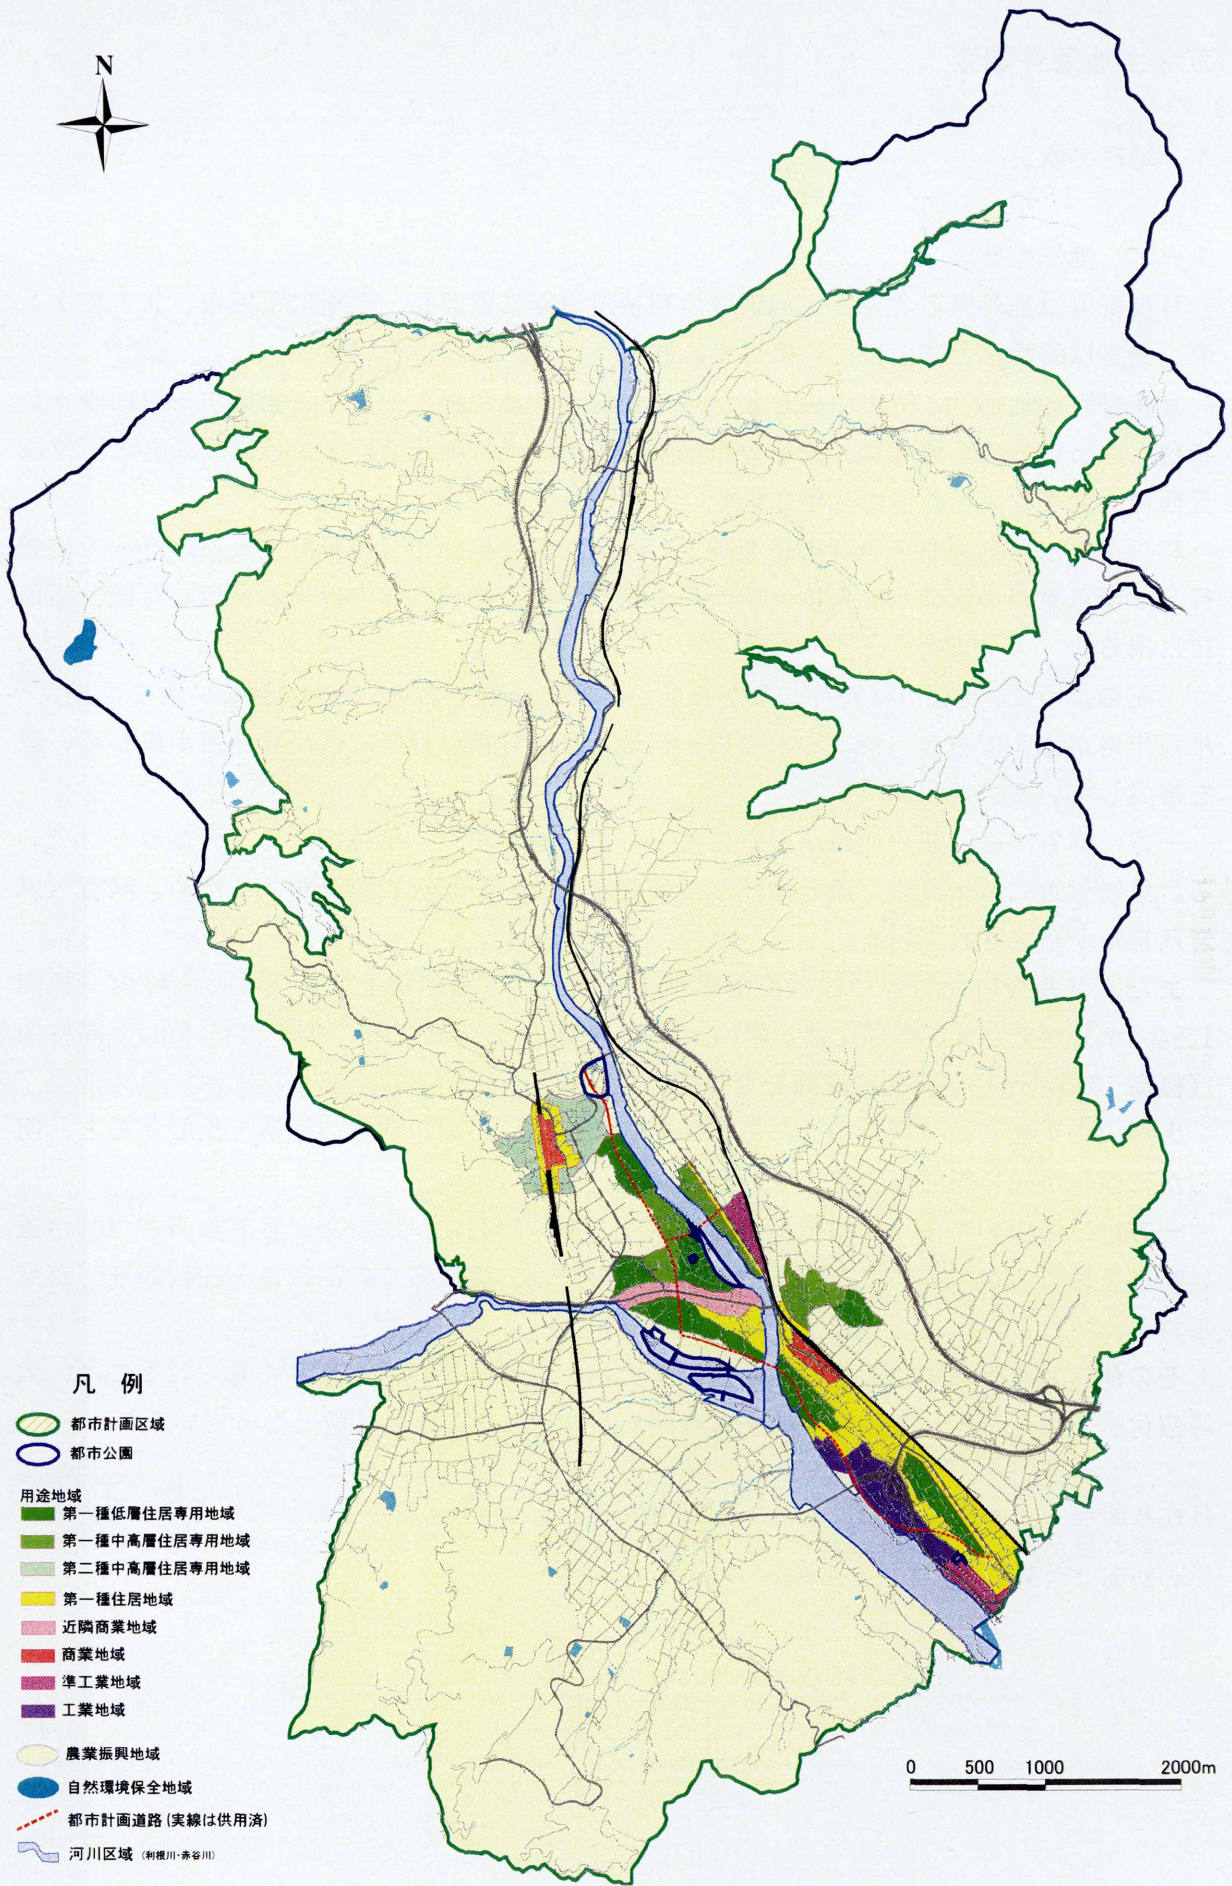 N
凡 例
都市計画区域
都市公園
用途地域
第一種低層住居専用地域
第一種中高層住居専用地域
第二種中高層住居専用地域
第一種住居地域
近隣商業地域
商業地域
準工業地域
工業地域
農業振興地域
自然環境保全地域
都市計画道路(実線は供用済)
河川区域 (利根川・赤谷川)
0 500 1000 2000m